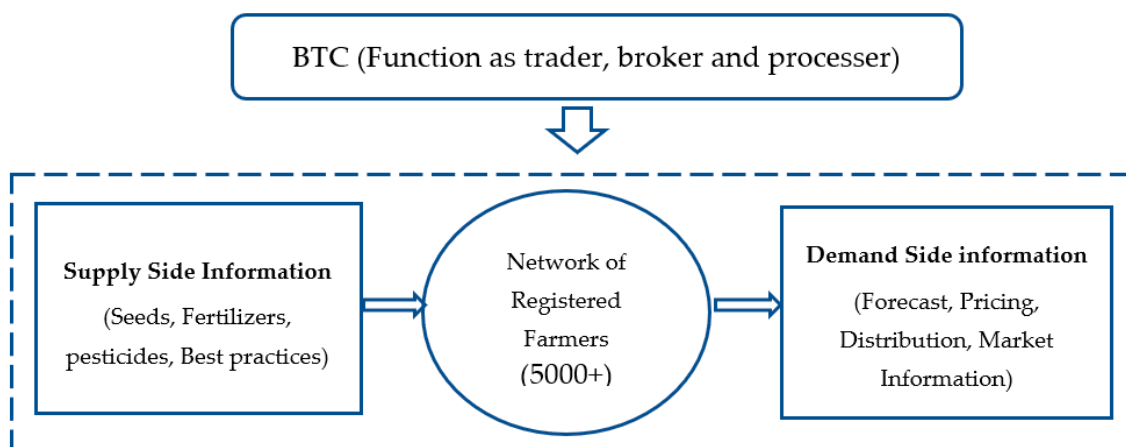 BTC (Function as trader, broker and processer)
Supply Side Information
(Seeds, Fertilizers,
pesticides, Best practices)
Network of
Registered
Farmers
(5000+)
Demand Side information
(Forecast, Pricing,
Distribution, Market
Information)